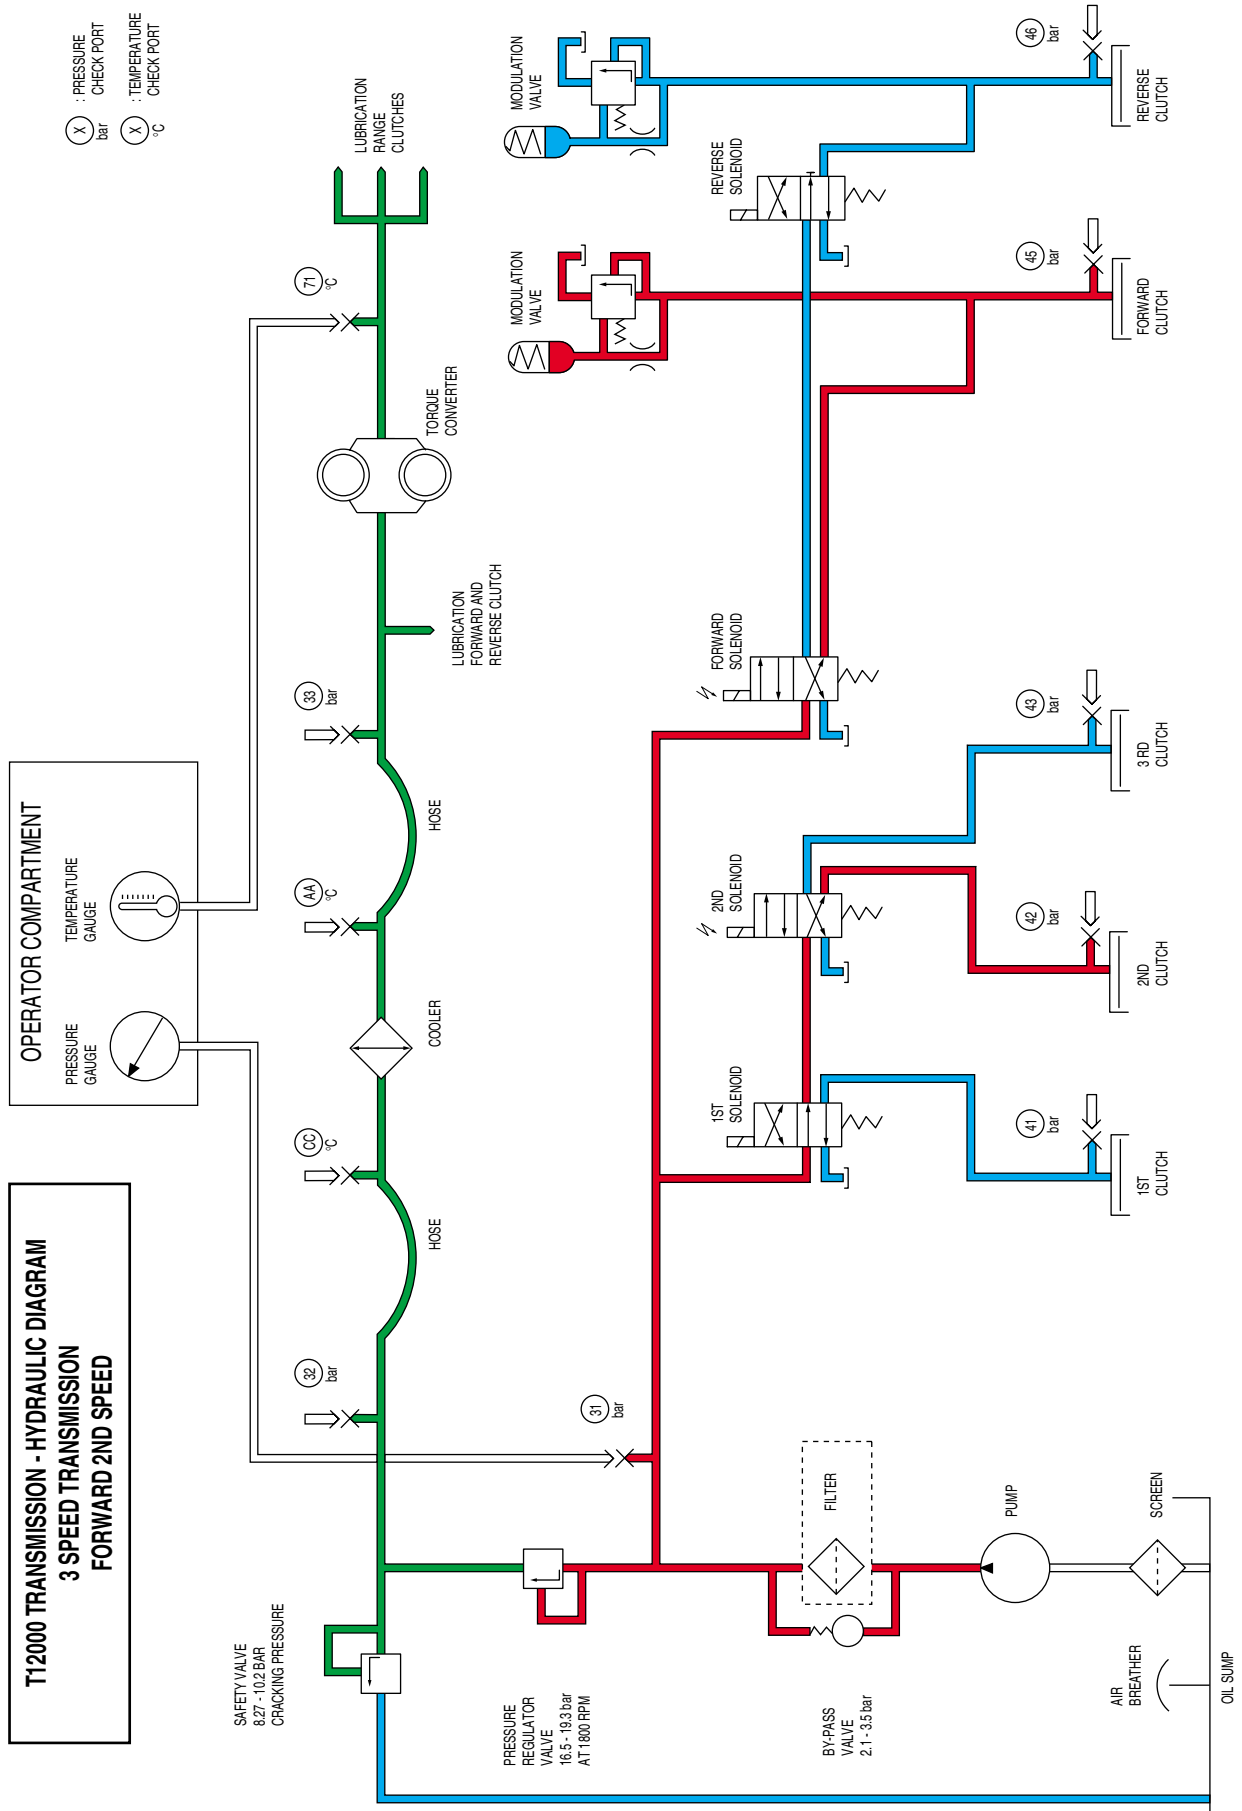 T12000 TRANSMISSION - HYDRAULIC DIAGRAM
3 SPEED TRANSMISSION
FORWARD 2ND SPEED
OPERATOR COMPARTMENT
PRESSURE
GAUGE
TEMPERATURE
GAUGE
X
bar
: PRESSURE
CHECK PORT
X
°C
: TEMPERATURE
CHECK PORT
SAFETY VALVE
8.27 - 10.2 BAR
CRACKING PRESSURE
32
bar
HOSE
CC
°C
COOLER
AA
°C
HOSE
33
bar
LUBRICATION
FORWARD AND
REVERSE CLUTCH
TORQUE
CONVERTER
71
°C
LUBRICATION
RANGE
CLUTCHES
PRESSURE
REGULATOR
VALVE
16.5 - 19.3 bar
AT 1800 RPM
31
bar
MODULATION
VALVE
MODULATION
VALVE
1ST
SOLENOID
2ND
SOLENOID
FORWARD
SOLENOID
REVERSE
SOLENOID
BY-PASS
VALVE
2.1 - 3.5 bar
FILTER
PUMP
41
bar
42
bar
43
bar
45
bar
46
bar
AIR
BREATHER
SCREEN
1ST
CLUTCH
2ND
CLUTCH
3 RD
CLUTCH
FORWARD
CLUTCH
REVERSE
CLUTCH
OIL SUMP